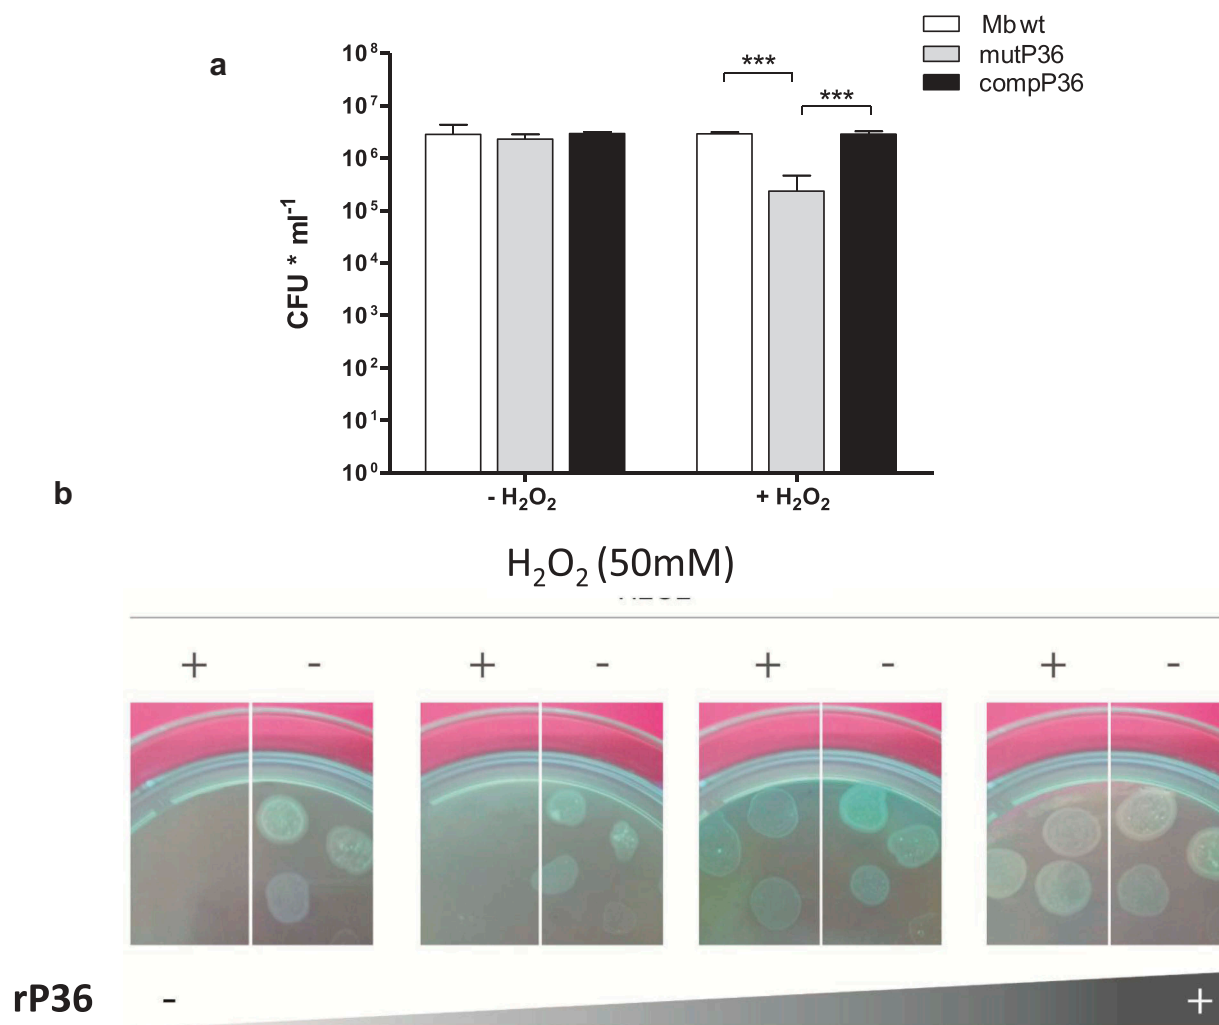 a
Mb wt
mutP36
compP36
CFU * ml⁻¹
10⁸
10⁷
10⁶
10⁵
10⁴
10³
10²
10¹
10⁰
***
***
- H₂O₂
+ H₂O₂
b
H₂O₂ (50mM)
+ - + - + - + -
rP36 - +